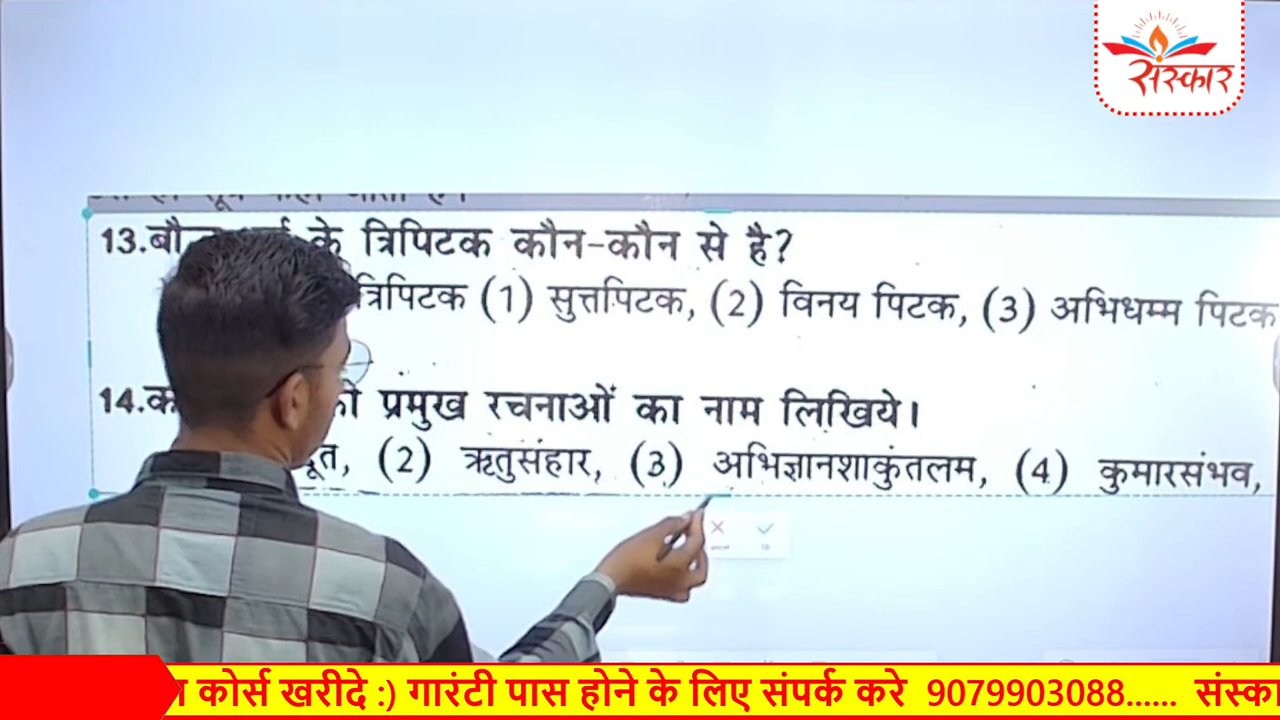 संस्कार
13. के त्रिपिटक कौन-कौन से है?
त्रिपिटक (1) सुत्तपिटक, (2) विनय पिटक, (3) अभिधम्म पिटक
14. प्रमुख रचनाओं का नाम लिखिये।
(2) ऋतुसंहार, (3) अभिज्ञानशाकुंतलम, (4) कुमारसंभव,
कोर्स खरीदे :) गारंटी पास होने के लिए संपर्क करे 9079903088...... संस्का